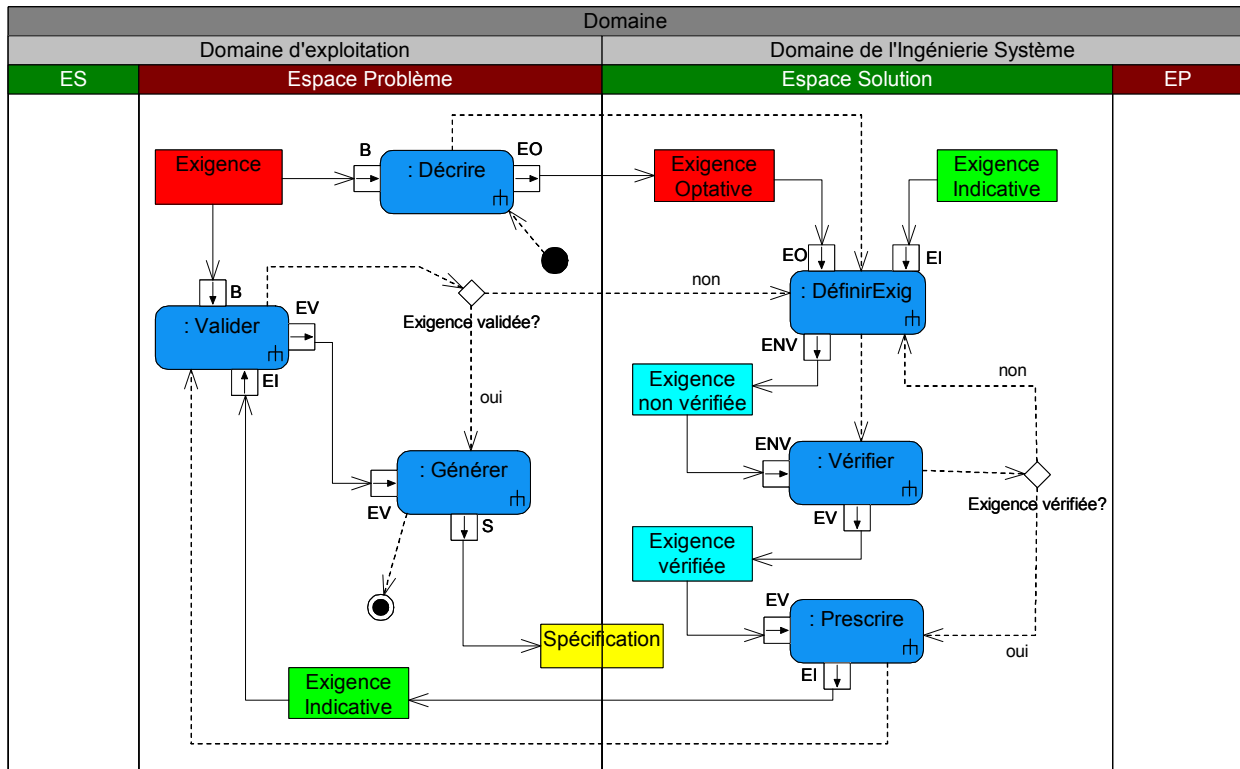 Domaine
Domaine d'exploitation
Domaine de l'Ingénierie Système
ES
Espace Problème
Espace Solution
EP
Exigence
B
: Décrire
EO
Exigence
Optative
Exigence
Indicative
EO
EI
: DéfinirExig
ENV
non
Exigence validée?
B
: Valider
EV
EI
oui
Exigence
non vérifiée
non
ENV
: Vérifier
EV
Exigence vérifiée?
: Générer
EV
S
Exigence
vérifiée
EV
: Prescrire
EI
oui
Spécification
Exigence
Indicative